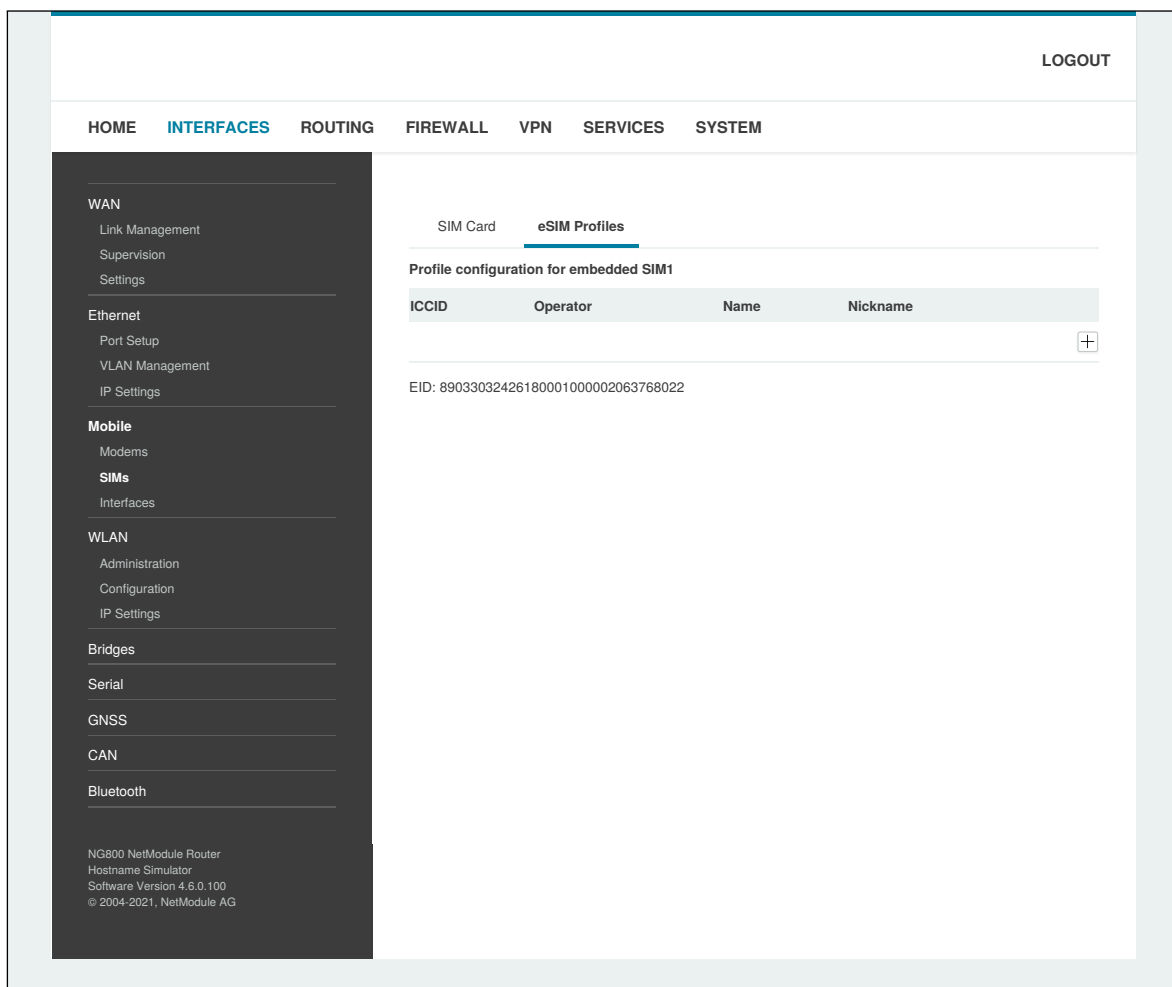 LOGOUT
HOME INTERFACES ROUTING FIREWALL VPN SERVICES SYSTEM
WAN
Link Management
Supervision
Settings
Ethernet
Port Setup
VLAN Management
IP Settings
Mobile
Modems
SIMs
Interfaces
WLAN
Administration
Configuration
IP Settings
Bridges
Serial
GNSS
CAN
Bluetooth
NG800 NetModule Router
Hostname Simulator
Software Version 4.6.0.100
© 2004-2021, NetModule AG
SIM Card eSIM Profiles
Profile configuration for embedded SIM1
ICCID Operator Name Nickname
EID: 89033032426180001000002063768022